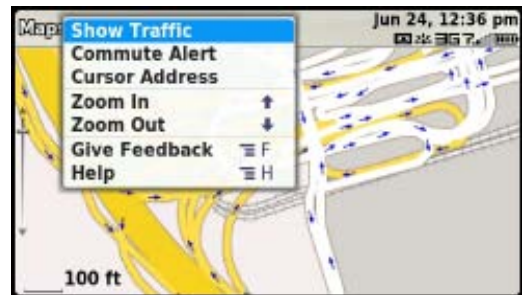 Maps
Jun 24, 12:36 pm
3G
Show Traffic
Commute Alert
Cursor Address
Zoom In
Zoom Out
Give Feedback F
Help H
100 ft